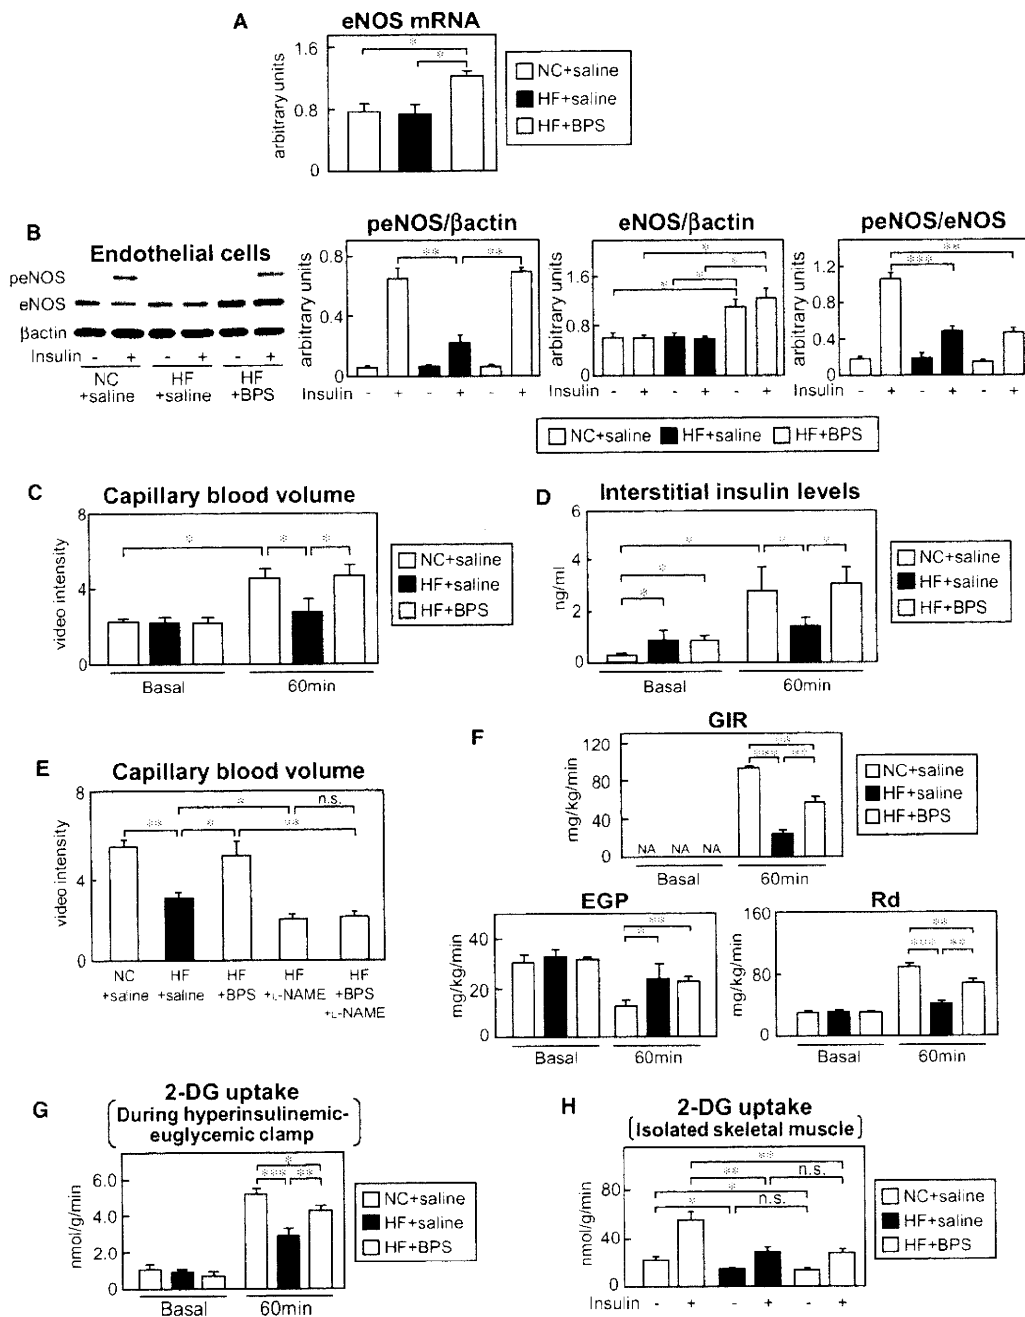 A
eNOS mRNA
arbitrary units
1.6
0.8
0
* *
NC+saline
HF+saline
HF+BPS
B
Endothelial cells
peNOS
eNOS
βactin
Insulin - + - + - +
NC +saline
HF +saline
HF +BPS
peNOS/βactin
arbitrary units
0.8
0.4
0
** **
Insulin - + - + - +
eNOS/βactin
arbitrary units
1.6
0.8
0
* * * *
Insulin - + - + - +
peNOS/eNOS
arbitrary units
1.2
0.8
0.4
0
** ***
Insulin - + - + - +
NC+saline HF+saline HF+BPS
C
Capillary blood volume
video intensity
8
4
0
* * *
Basal 60min
NC+saline
HF+saline
HF+BPS
D
Interstitial insulin levels
ng/ml
6
4
2
0
* * * * *
Basal 60min
NC+saline
HF+saline
HF+BPS
E
Capillary blood volume
video intensity
8
4
0
** * * ** n.s.
NC +saline
HF +saline
HF +BPS
HF +L-NAME
HF +BPS +L-NAME
F
GIR
mg/kg/min
120
80
40
0
NA NA NA
** *** **
Basal 60min
NC+saline
HF+saline
HF+BPS
EGP
mg/kg/min
40
20
0
** *
Basal 60min
Rd
mg/kg/min
160
80
0
** *** **
Basal 60min
G
2-DG uptake
(During hyperinsulinemic-
euglycemic clamp)
nmol/g/min
6.0
4.0
2.0
0
* *** **
Basal 60min
NC+saline
HF+saline
HF+BPS
H
2-DG uptake
(Isolated skeletal muscle)
nmol/g/min
80
40
0
** ** n.s.
* * n.s.
Insulin - + - + - +
NC+saline
HF+saline
HF+BPS